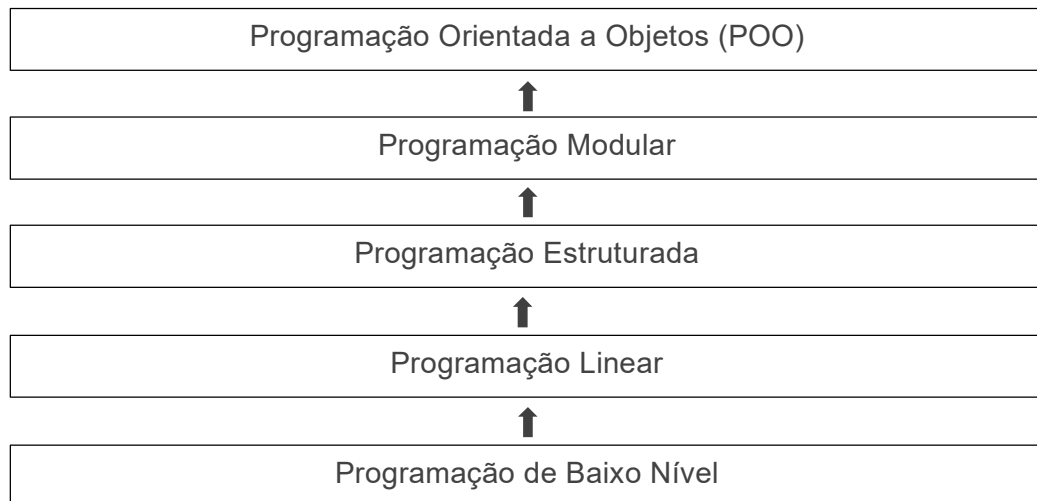 Programação Orientada a Objetos (POO)
Programação Modular
Programação Estruturada
Programação Linear
Programação de Baixo Nível